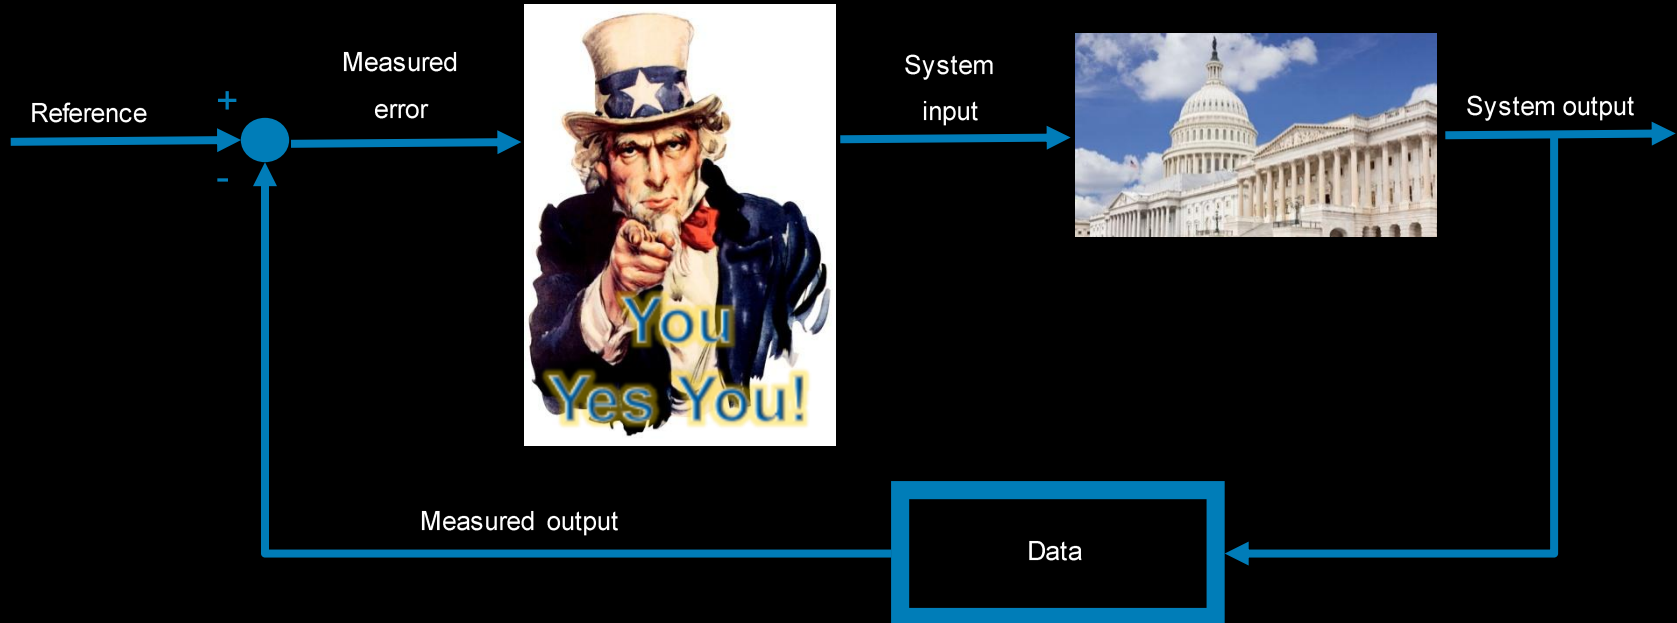 Reference
+
-
Measured
error
You
Yes You!
System
input
System output
Measured output
Data